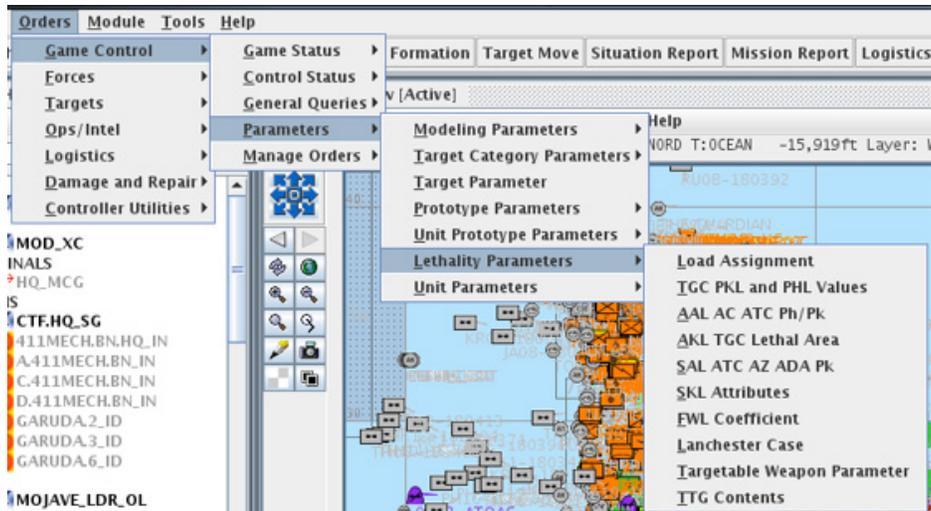 Orders Module Tools Help
Game Control
Forces
Targets
Ops/Intel
Logistics
Damage and Repair
Controller Utilities
Game Status
Control Status
General Queries
Parameters
Manage Orders
Formation Target Move Situation Report Mission Report Logistics
[Active]
Help
NORD T:OCEAN -15,919ft Layer:
Modeling Parameters
Target Category Parameters
Target Parameter
Prototype Parameters
Unit Prototype Parameters
Lethality Parameters
Unit Parameters
RU08-180392
Load Assignment
TGC PKL and PHL Values
AAL AC ATC Ph/Pk
AKL TGC Lethal Area
SAL ATC AZ ADA Pk
SKL Attributes
FWL Coefficient
Lanchester Case
Targetable Weapon Parameter
TTG Contents
MOD_XC
INALS
HQ_MCG
IS
CTF.HQ_SG
411MECH.BN.HQ_IN
A.411MECH.BN_IN
C.411MECH.BN_IN
D.411MECH.BN_IN
GARUDA.2_ID
GARUDA.3_ID
GARUDA.6_ID
MOJAVE_LDR_OL